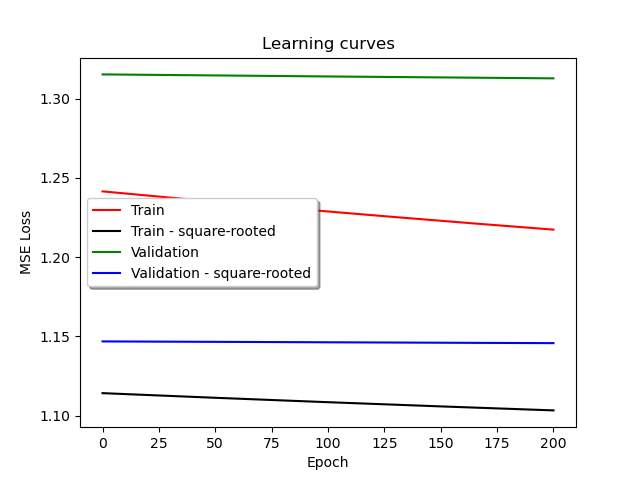 Learning curves
MSE Loss
1.30
1.25
1.20
1.15
1.10
Train
Train - square-rooted
Validation
Validation - square-rooted
0 25 50 75 100 125 150 175 200
Epoch